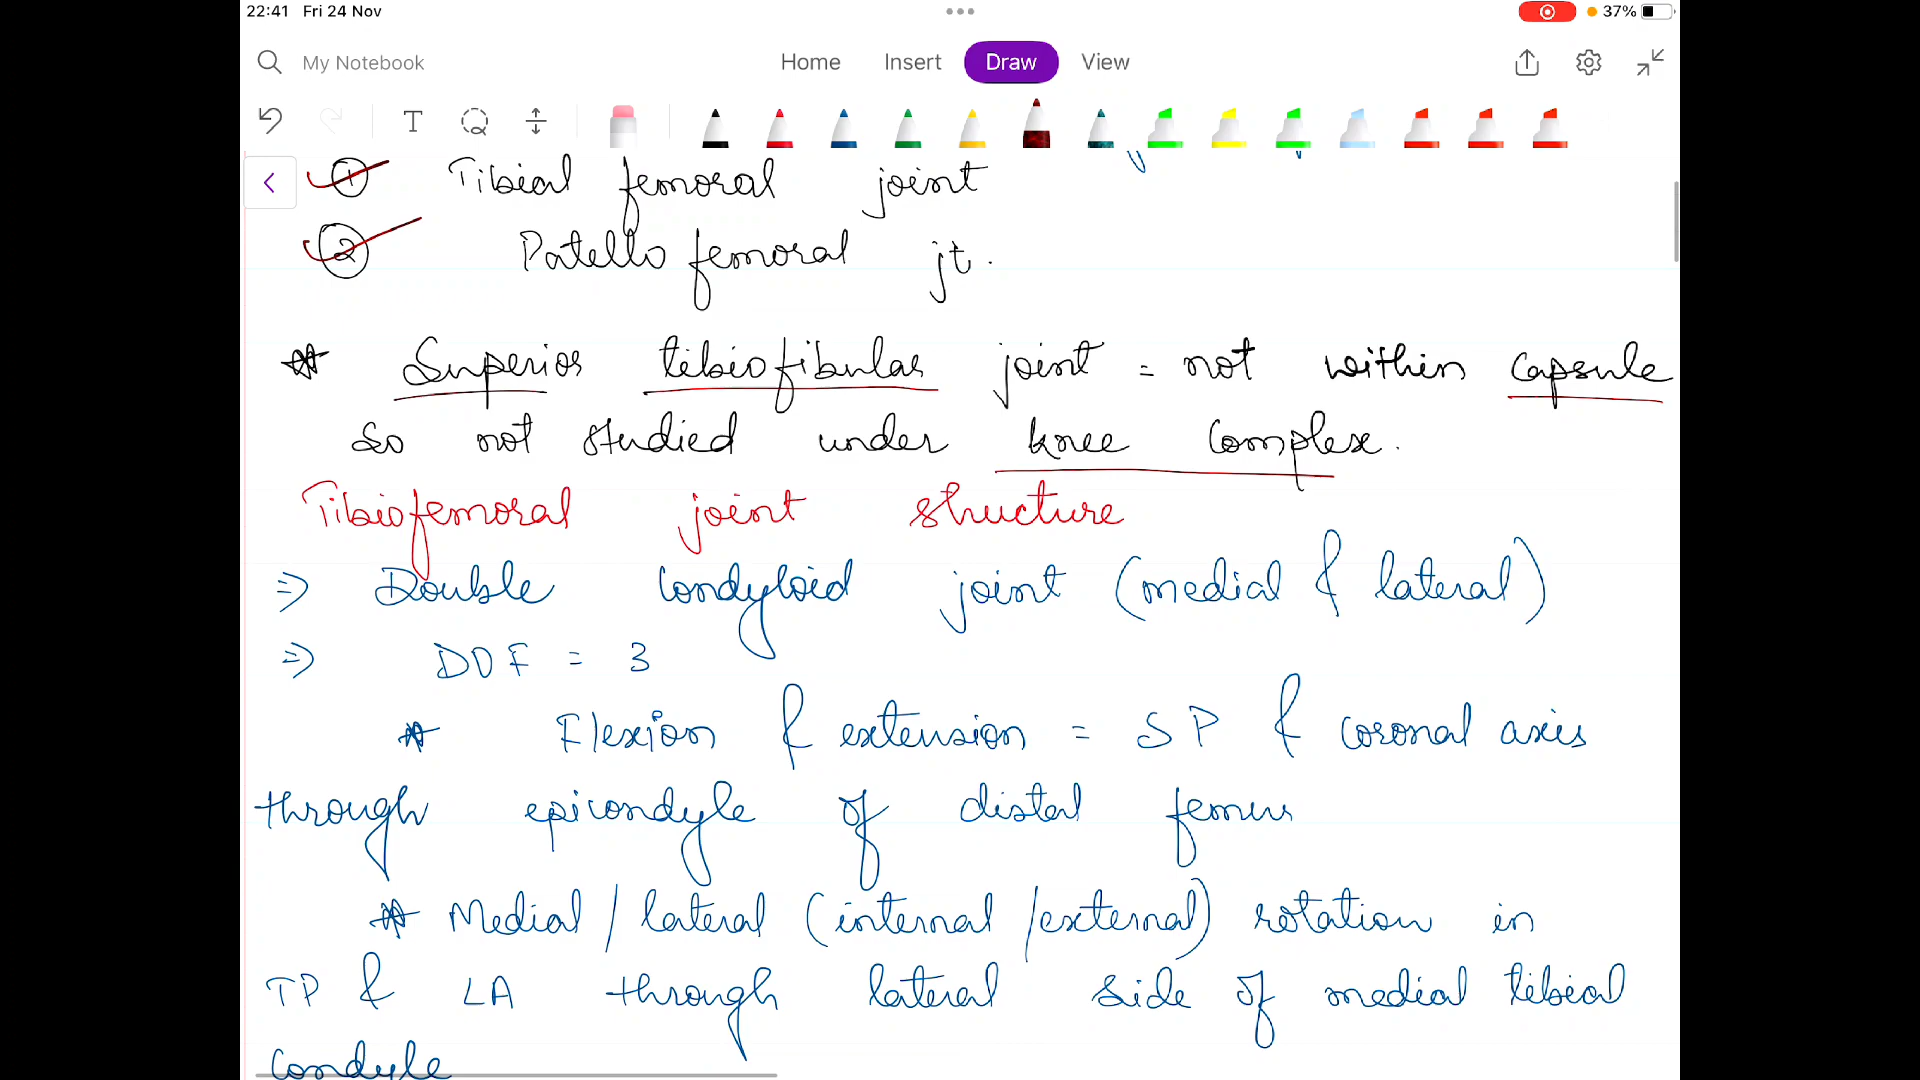 22:41 Fri 24 Nov
37%
My Notebook
Home Insert Draw View
T
① Tibial femoral joint
② Patello femoral jt.
* Superior tibiofibular joint = not within capsule
so not studied under knee complex.
Tibiofemoral joint structure
⇒ Double condyloid joint (medial & lateral)
⇒ DOF = 3
* Flexion & extension = SP & coronal axis
through epicondyle of distal femur
* Medial / lateral (internal / external) rotation in
TP & LA through lateral side of medial tibial
condyle